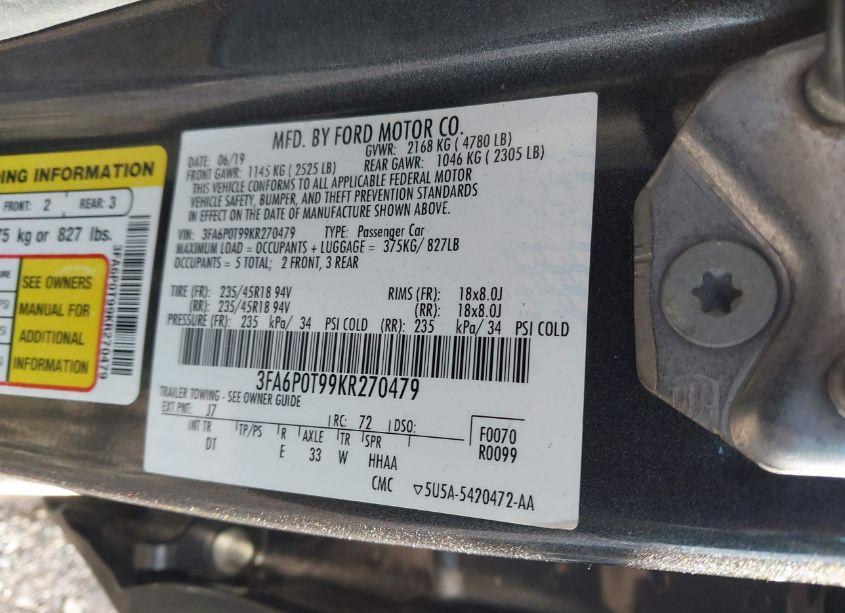 DING INFORMATION
FRONT: 2 REAR: 3
75 kg or 827 lbs.
SEE OWNERS
MANUAL FOR
ADDITIONAL
INFORMATION
3FA6P0T99KR270479
MFD. BY FORD MOTOR CO.
DATE: 06/19 GVWR: 2168 KG ( 4780 LB)
FRONT GAWR: 1145 KG ( 2525 LB) REAR GAWR: 1046 KG ( 2305 LB)
THIS VEHICLE CONFORMS TO ALL APPLICABLE FEDERAL MOTOR
VEHICLE SAFETY, BUMPER, AND THEFT PREVENTION STANDARDS
IN EFFECT ON THE DATE OF MANUFACTURE SHOWN ABOVE.
VIN: 3FA6P0T99KR270479 TYPE: Passenger Car
MAXIMUM LOAD = OCCUPANTS + LUGGAGE = 375KG/ 827LB
OCCUPANTS = 5 TOTAL; 2 FRONT, 3 REAR
TIRE (FR): 235/45R18 94V RIMS (FR): 18x8.0J
(RR): 235/45R18 94V (RR): 18x8.0J
PRESSURE (FR): 235 kPa/ 34 PSI COLD (RR): 235 kPa/ 34 PSI COLD
3FA6P0T99KR270479
TRAILER TOWING - SEE OWNER GUIDE
EXT PNT: J7 RC: 72 DSO: F0070
INT TR TP/PS R AXLE TR SPR R0099
DT E 33 W HHAA
CMC ▽5U5A-5420472-AA